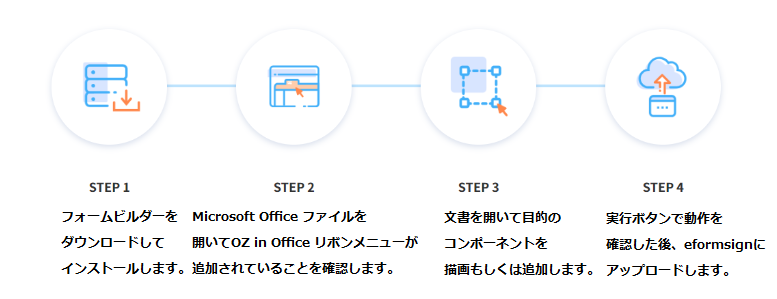 STEP 1
フォームビルダーを
ダウンロードして
インストールします。
STEP 2
Microsoft Office ファイルを
開いてOZ in Office リボンメニューが
追加されていることを確認します。
STEP 3
文書を開いて目的の
コンポーネントを
描画もしくは追加します。
STEP 4
実行ボタンで動作を
確認した後、eformsignに
アップロードします。